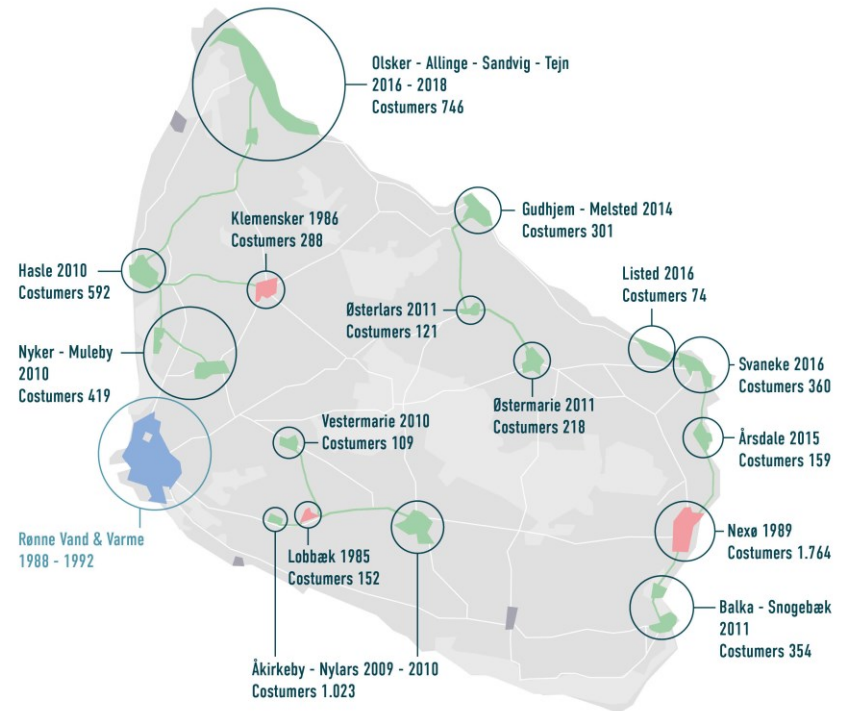 Olsker - Allinge - Sandvig - Tejn
2016 - 2018
Costumers 746
Klemensker 1986
Costumers 288
Gudhjem - Melsted 2014
Costumers 301
Hasle 2010
Costumers 592
Listed 2016
Costumers 74
Østerlars 2011
Costumers 121
Nyker - Muleby
2010
Costumers 419
Svaneke 2016
Costumers 360
Østermarie 2011
Costumers 218
Vestermarie 2010
Costumers 109
Årsdale 2015
Costumers 159
Rønne Vand & Varme
1988 - 1992
Lobbæk 1985
Costumers 152
Nexø 1989
Costumers 1.764
Balka - Snogebæk
2011
Costumers 354
Åkirkeby - Nylars 2009 - 2010
Costumers 1.023